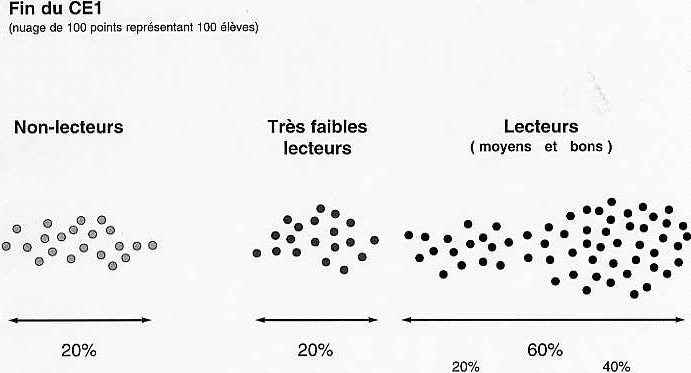 Fin du CE1
(nuage de 100 points représentant 100 élèves)
Non-lecteurs
Très faibles
lecteurs
Lecteurs
( moyens et bons )
20%
20%
60%
20%
40%